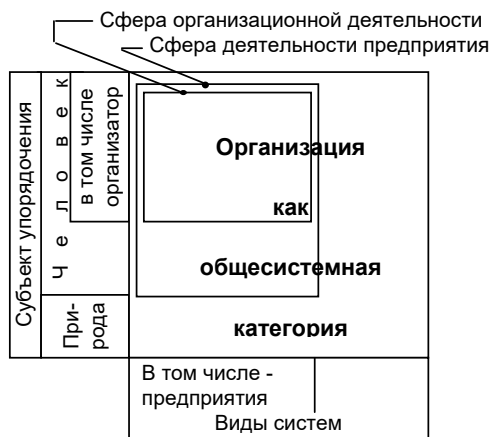 Сфера организационной деятельности
Сфера деятельности предприятия
Субъект упорядочения
Человек
в том числе
организатор
При-
рода
Организация
как
общесистемная
категория
В том числе -
предприятия
Виды систем